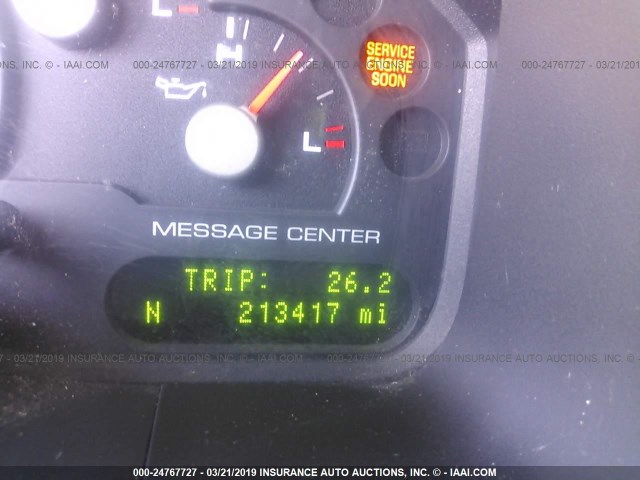 L
H
L
SERVICE
ENGINE
SOON
MESSAGE CENTER
TRIP: 26.2
N 213417 mi
000-24767727 - 03/21/2019 INSURANCE AUTO AUCTIONS, INC. - IAAI.COM